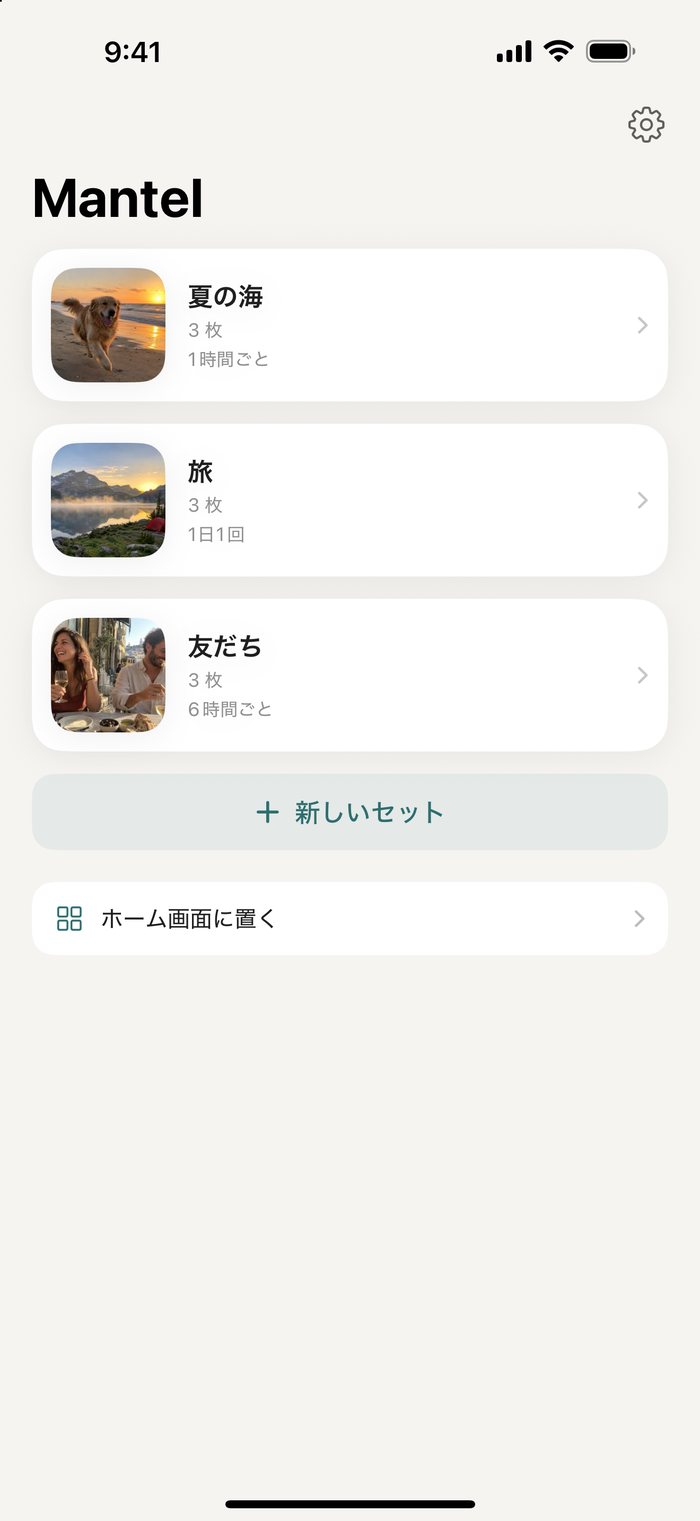 9:41
Mantel
夏の海
3 枚
1時間ごと
旅
3 枚
1日1回
友だち
3 枚
6時間ごと
新しいセット
ホーム画面に置く